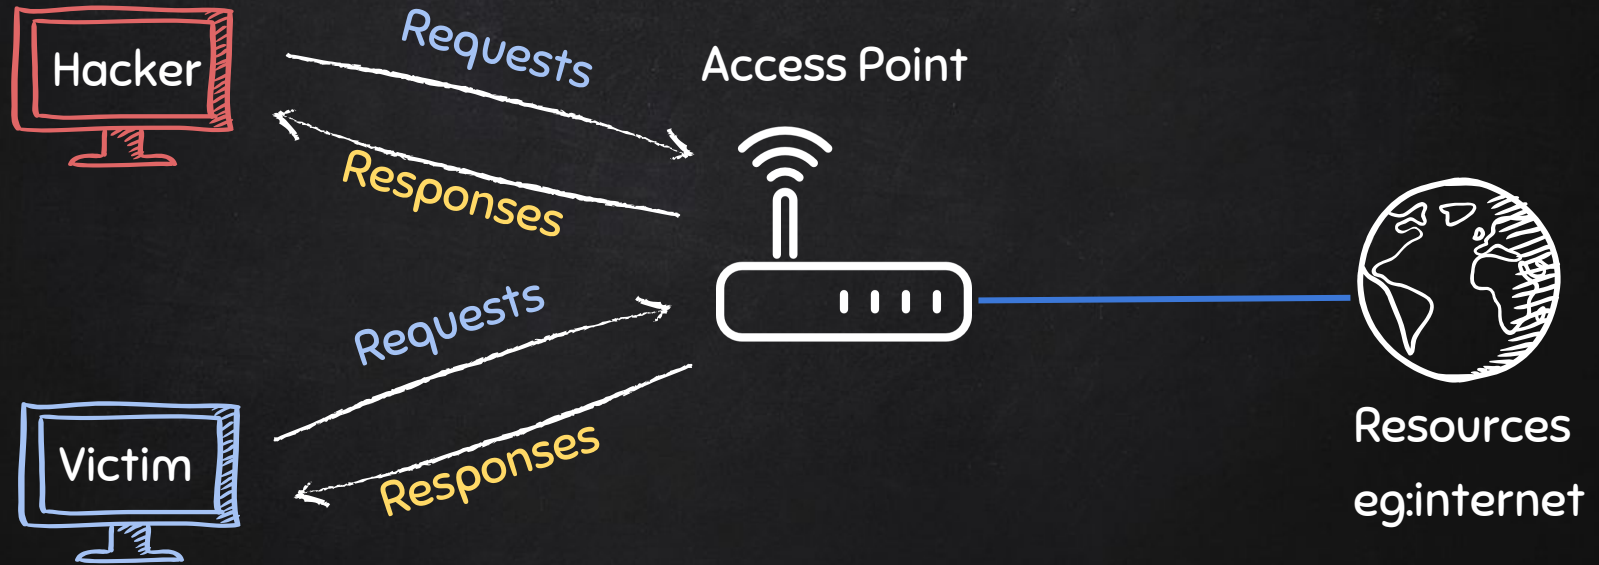 Hacker
Requests
Access Point
Responses
Requests
Victim
Responses
Resources
eg:internet